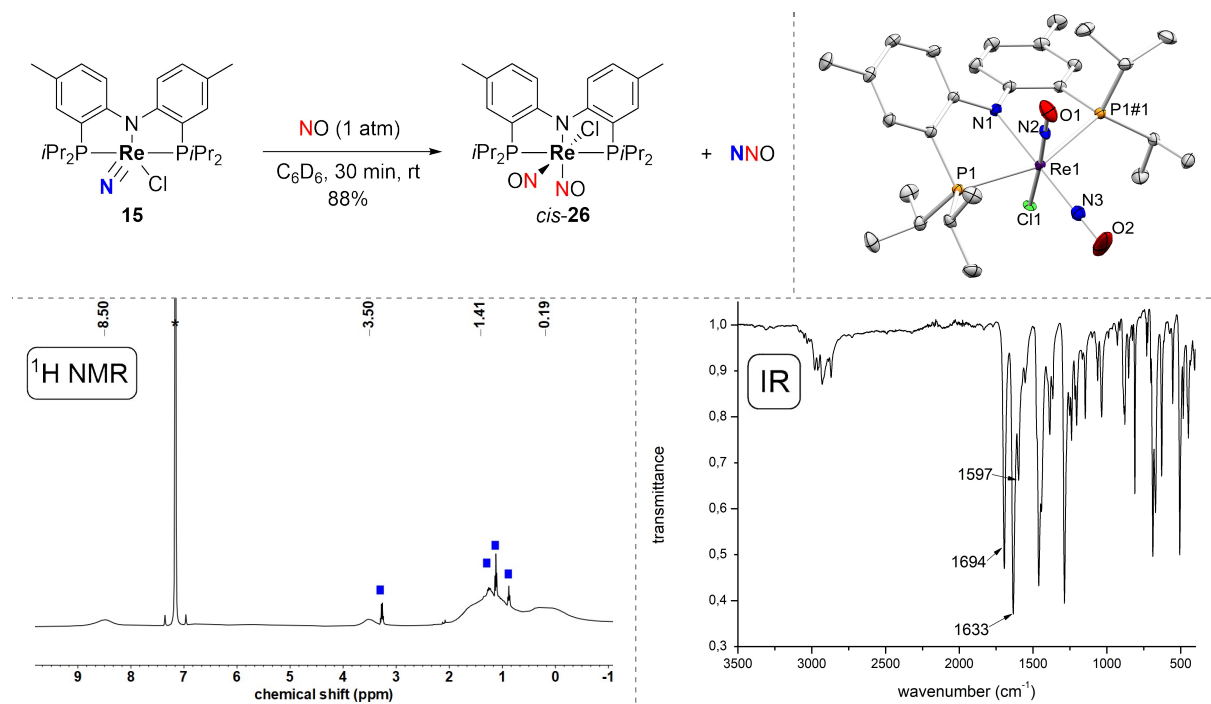 N
iPr₂P
Re
PiPr₂
N
Cl
15
NO (1 atm)
C₆D₆, 30 min, rt
88%
N
Cl
iPr₂P
Re
PiPr₂
ON
NO
cis-26
+ NNO
N1
N2
O1
P1#1
P1
Re1
Cl1
N3
O2
8.50
3.50
1.41
0.19
*
¹H NMR
9 8 7 6 5 4 3 2 1 0 -1
chemical shift (ppm)
IR
transmittance
1,0
0,9
0,8
0,7
0,6
0,5
0,4
0,3
1597
1694
1633
3500 3000 2500 2000 1500 1000 500
wavenumber (cm⁻¹)